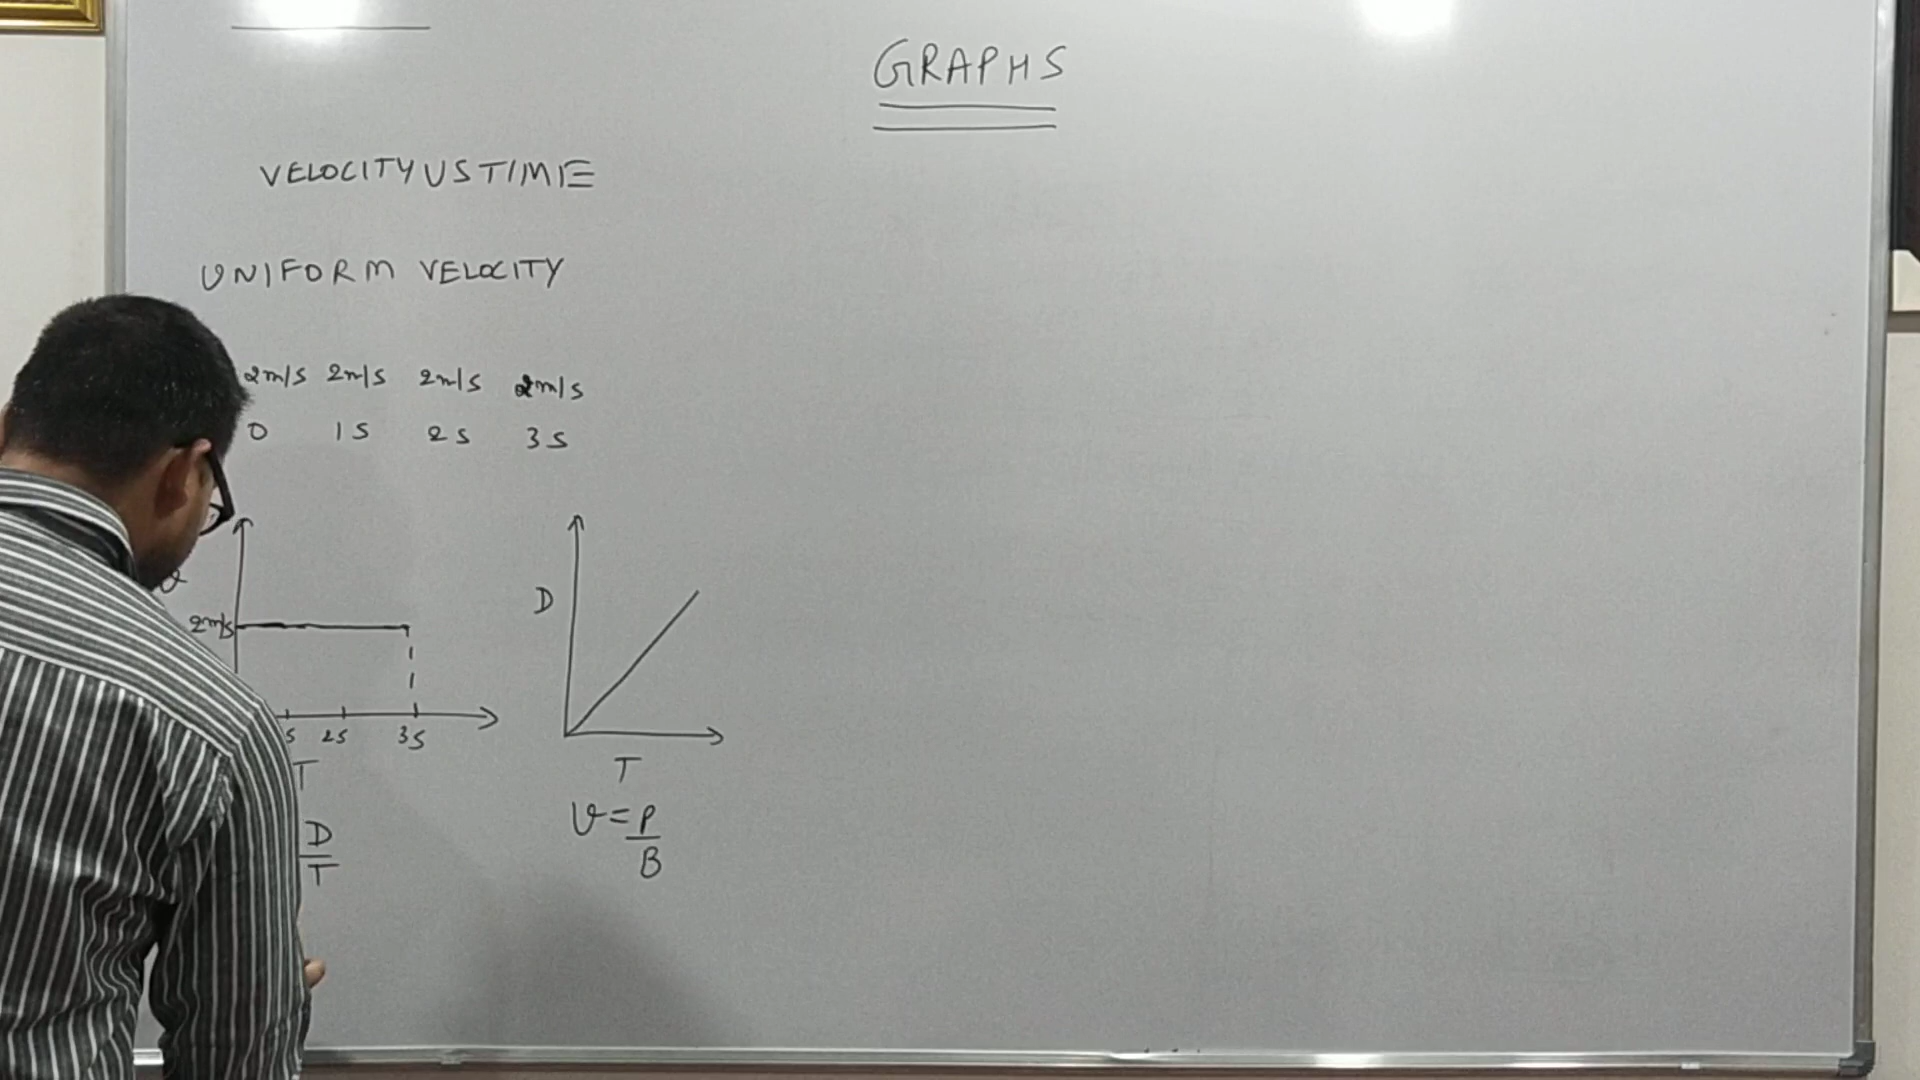 GRAPHS
VELOCITY VS TIME
UNIFORM VELOCITY
2m/s 2m/s 2m/s 2m/s
0 1s 2s 3s
2m/s
s 2s 3s
T
D
T
D
T
v = P
B